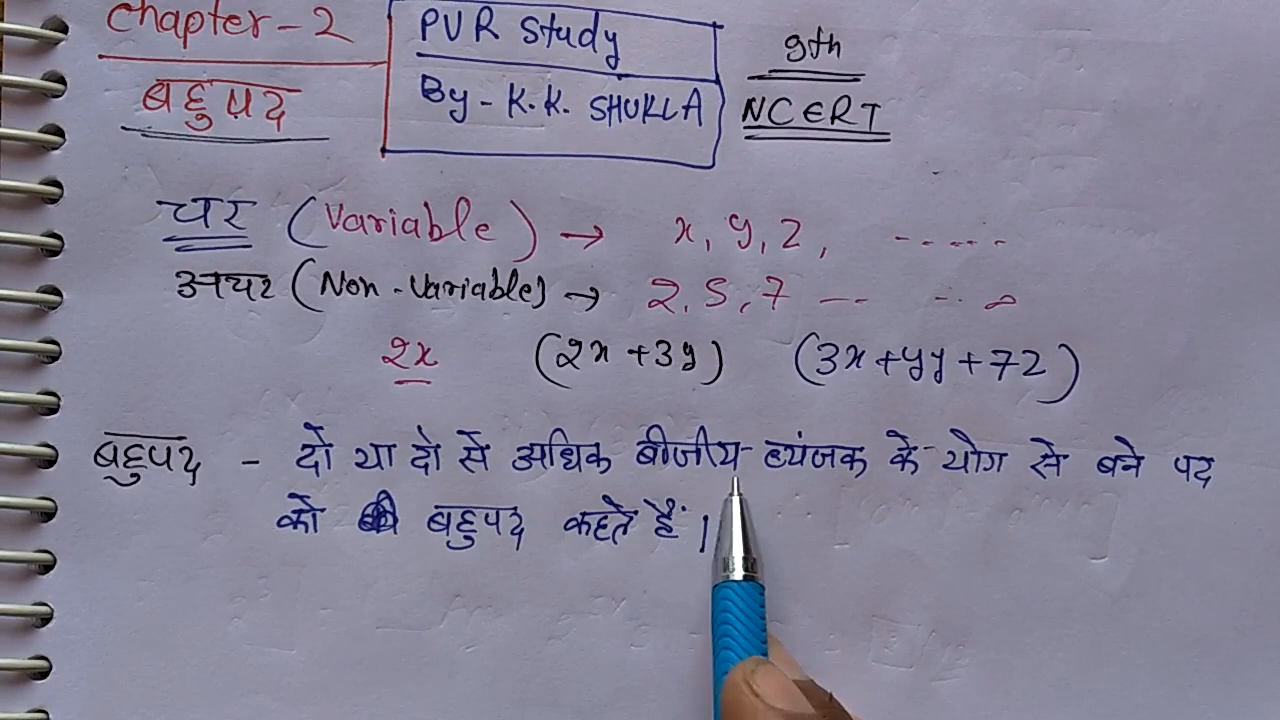 Chapter-2
बहुपद
PVR Study
By - K.K. SHUKLA
9th
NCERT
चर (Variable) → x, y, z, ------
अचर (Non-Variable) → 2, 5, 7 -- -- -
2x (2x+3y) (3x+4y+7z)
बहुपद - दो या दो से अधिक बीजीय व्यंजक के योग से बने पद
को बहुपद कहते हैं।